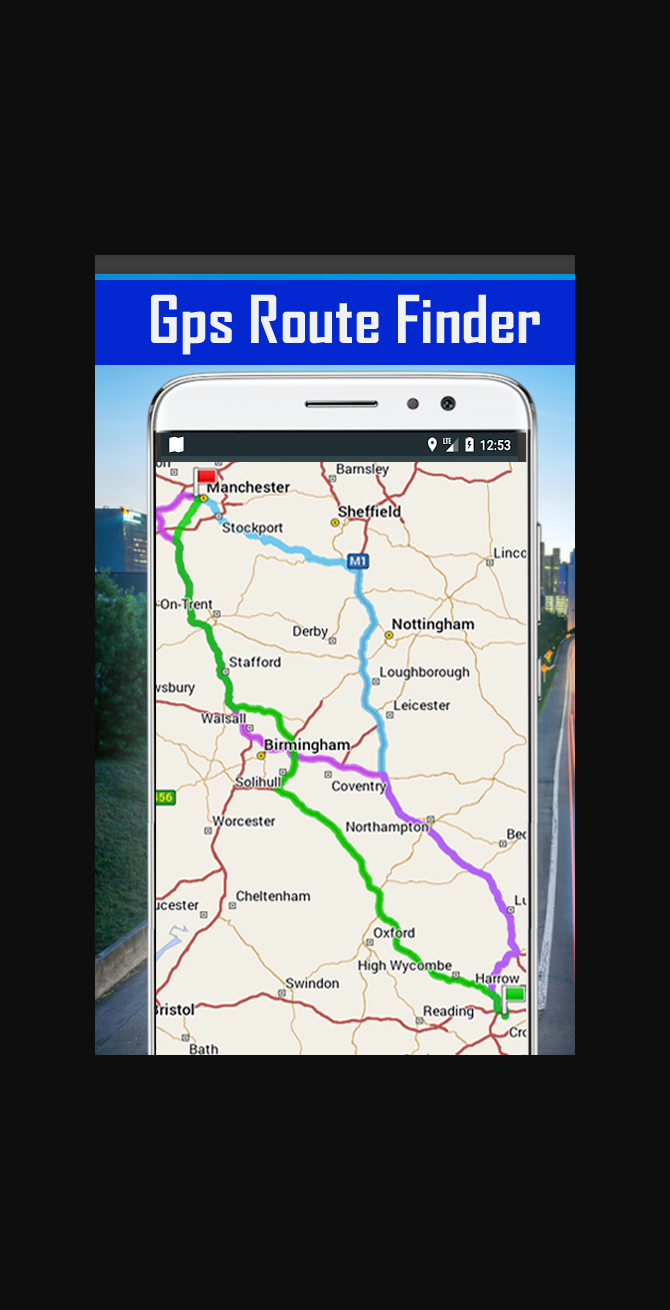 Gps Route Finder
LTE 12:53
on
Manchester
Barnsley
Sheffield
Stockport
M1
Linco
-On-Trent
Derby
Nottingham
Stafford
Loughborough
wsbury
Leicester
Walsall
Birmingham
Solihull
Coventry
456
Worcester
Northampton
Bed
Cheltenham
Lu
ucester
Oxford
High Wycombe
Harrow
Swindon
Bristol
Reading
Cro
Bath